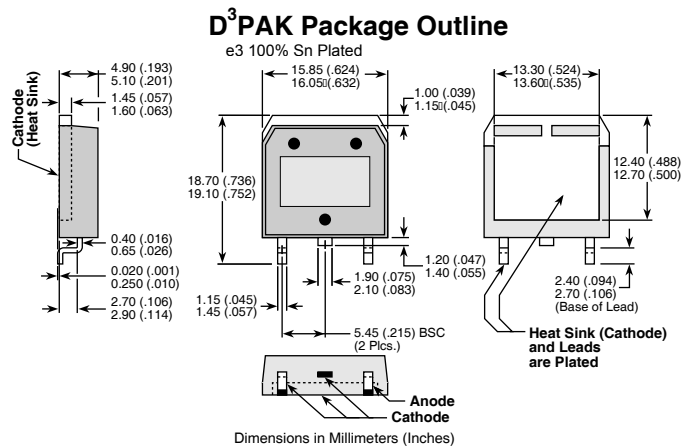 D³PAK Package Outline
e3 100% Sn Plated
4.90 (.193)
5.10 (.201)
1.45 (.057)
1.60 (.063)
Cathode
(Heat Sink)
15.85 (.624)
16.05▯(.632)
1.00 (.039)
1.15▯(.045)
13.30 (.524)
13.60▯(.535)
18.70 (.736)
19.10 (.752)
12.40 (.488)
12.70 (.500)
0.40 (.016)
0.65 (.026)
0.020 (.001)
0.250 (.010)
2.70 (.106)
2.90 (.114)
1.15 (.045)
1.45 (.057)
1.90 (.075)
2.10 (.083)
1.20 (.047)
1.40 (.055)
2.40 (.094)
2.70 (.106)
(Base of Lead)
5.45 (.215) BSC
(2 Plcs.)
Heat Sink (Cathode)
and Leads
are Plated
Anode
Cathode
Dimensions in Millimeters (Inches)